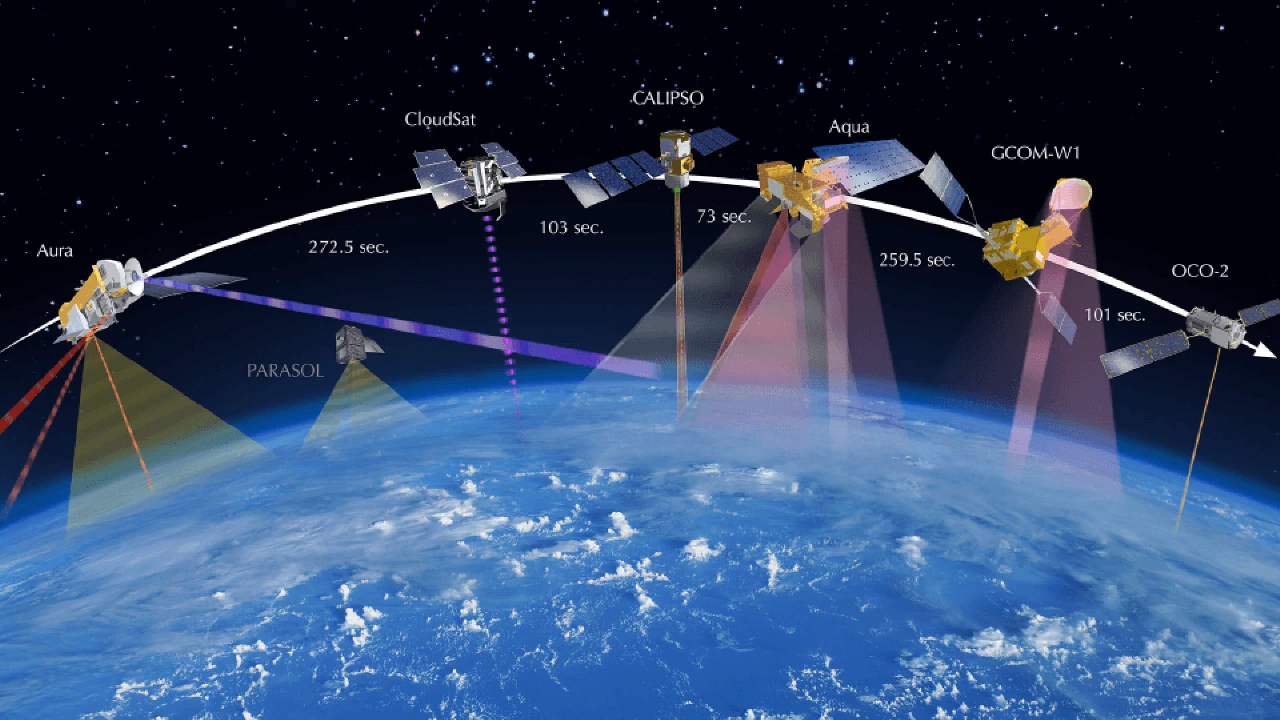 CALIPSO
CloudSat
Aqua
GCOM-W1
73 sec.
103 sec.
Aura
272.5 sec.
259.5 sec.
OCO-2
101 sec.
PARASOL